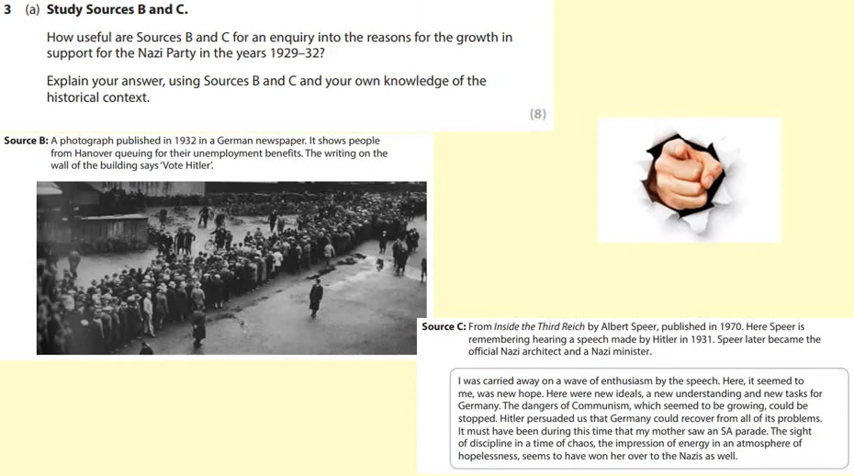 3 (a) Study Sources B and C.
How useful are Sources B and C for an enquiry into the reasons for the growth in
support for the Nazi Party in the years 1929–32?
Explain your answer, using Sources B and C and your own knowledge of the
historical context.
(8)
Source B: A photograph published in 1932 in a German newspaper. It shows people
from Hanover queuing for their unemployment benefits. The writing on the
wall of the building says 'Vote Hitler'.
Source C: From Inside the Third Reich by Albert Speer, published in 1970. Here Speer is
remembering hearing a speech made by Hitler in 1931. Speer later became the
official Nazi architect and a Nazi minister.
I was carried away on a wave of enthusiasm by the speech. Here, it seemed to
me, was new hope. Here were new ideals, a new understanding and new tasks for
Germany. The dangers of Communism, which seemed to be growing, could be
stopped. Hitler persuaded us that Germany could recover from all of its problems.
It must have been during this time that my mother saw an SA parade. The sight
of discipline in a time of chaos, the impression of energy in an atmosphere of
hopelessness, seems to have won her over to the Nazis as well.